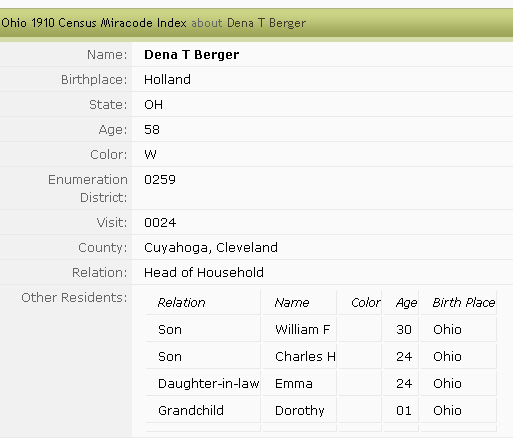 Ohio 1910 Census Miracode Index about Dena T Berger
Name: Dena T Berger
Birthplace: Holland
State: OH
Age: 58
Color: W
Enumeration District: 0259
Visit: 0024
County: Cuyahoga, Cleveland
Relation: Head of Household
Other Residents:
Relation Name Color Age Birth Place
Son William F 30 Ohio
Son Charles H 24 Ohio
Daughter-in-law Emma 24 Ohio
Grandchild Dorothy 01 Ohio